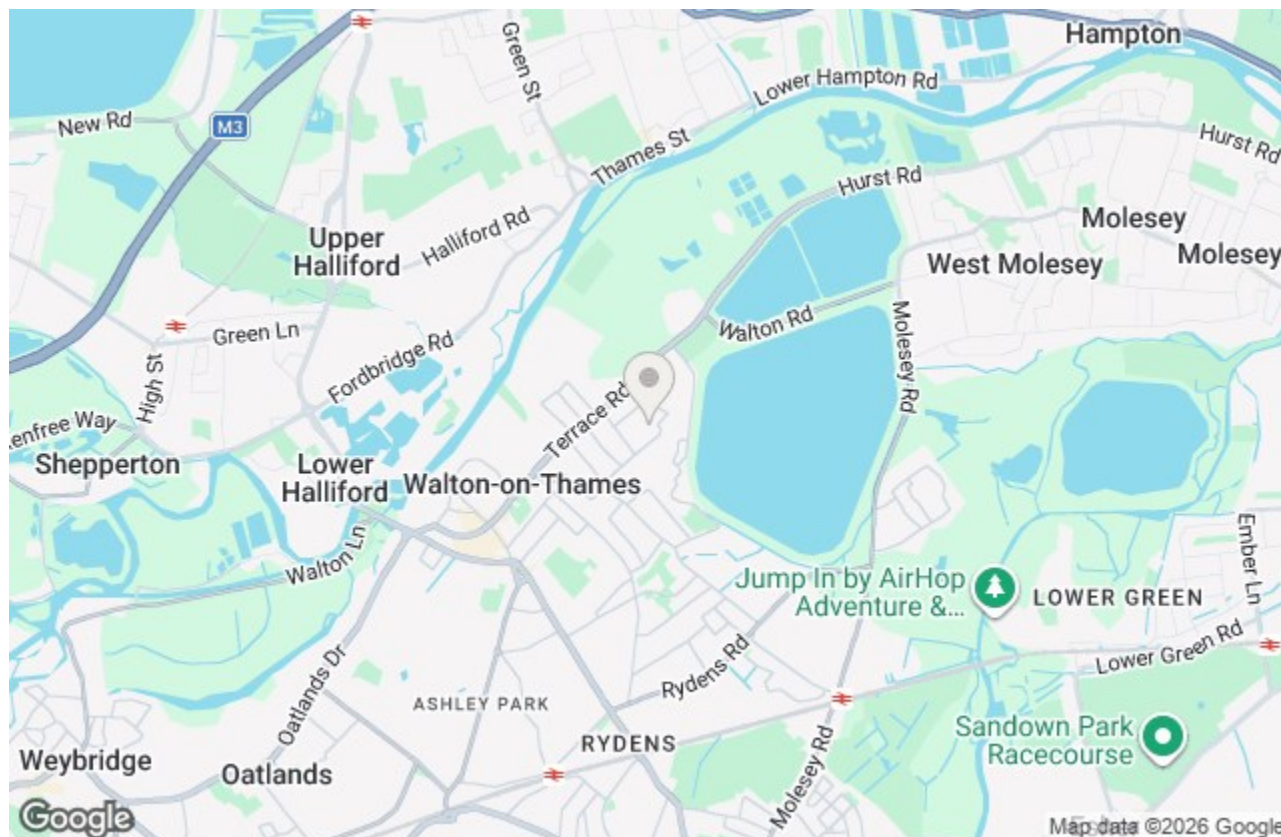 Hampton
Green St
Lower Hampton Rd
New Rd
M3
Thames St
Hurst Rd
Hurst Rd
Molesey
Halliford Rd
Upper
Halliford
West Molesey
Molesey
Green Ln
Walton Rd
Molesey Rd
High St
Fordbridge Rd
Terrace Rd
enfree Way
Shepperton
Lower
Halliford
Walton-on-Thames
Walton Ln
Ember Ln
Jump In by AirHop
Adventure &...
LOWER GREEN
Lower Green Rd
Oatlands Dr
Rydens Rd
ASHLEY PARK
RYDENS
Sandown Park
Racecourse
Weybridge
Oatlands
Molesey Rd
Google
Map data ©2026 Google